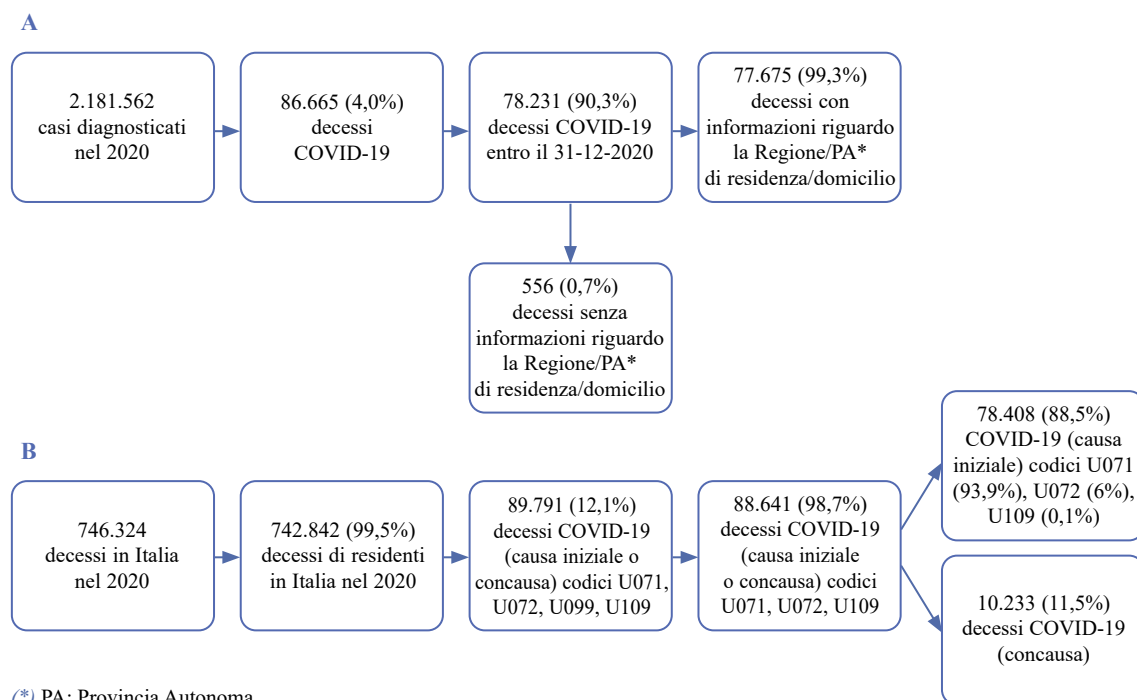 A
2.181.562
casi diagnosticati
nel 2020
86.665 (4,0%)
decessi
COVID-19
78.231 (90,3%)
decessi COVID-19
entro il 31-12-2020
77.675 (99,3%)
decessi con
informazioni riguardo
la Regione/PA*
di residenza/domicilio
556 (0,7%)
decessi senza
informazioni riguardo
la Regione/PA*
di residenza/domicilio
B
746.324
decessi in Italia
nel 2020
742.842 (99,5%)
decessi di residenti
in Italia nel 2020
89.791 (12,1%)
decessi COVID-19
(causa iniziale o
concausa) codici U071,
U072, U099, U109
88.641 (98,7%)
decessi COVID-19
(causa iniziale
o concausa) codici
U071, U072, U109
78.408 (88,5%)
COVID-19 (causa
iniziale) codici U071
(93,9%), U072 (6%),
U109 (0,1%)
10.233 (11,5%)
decessi COVID-19
(concausa)
(*) PA: Provincia Autonoma